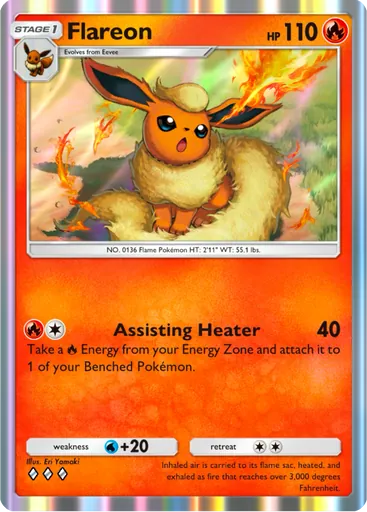 STAGE 1
Flareon
HP 110
Evolves from Eevee
NO. 0136 Flame Pokémon HT: 2'11" WT: 55.1 lbs.
Assisting Heater 40
Take a Energy from your Energy Zone and attach it to
1 of your Benched Pokémon.
weakness +20 retreat
Illus. Eri Yamaki
Inhaled air is carried to its flame sac, heated, and
exhaled as fire that reaches over 3,000 degrees
Fahrenheit.